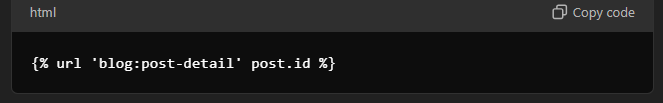 html
Copy code
{% url 'blog:post-detail' post.id %}